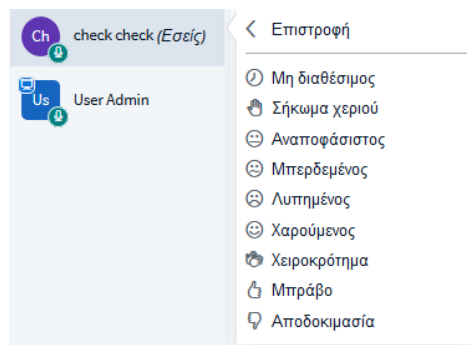 Ch check check (Εσείς)
Us User Admin
Επιστροφή
Μη διαθέσιμος
Σήκωμα χεριού
Αναποφάσιστος
Μπερδεμένος
Λυπημένος
Χαρούμενος
Χειροκρότημα
Μπράβο
Αποδοκιμασία